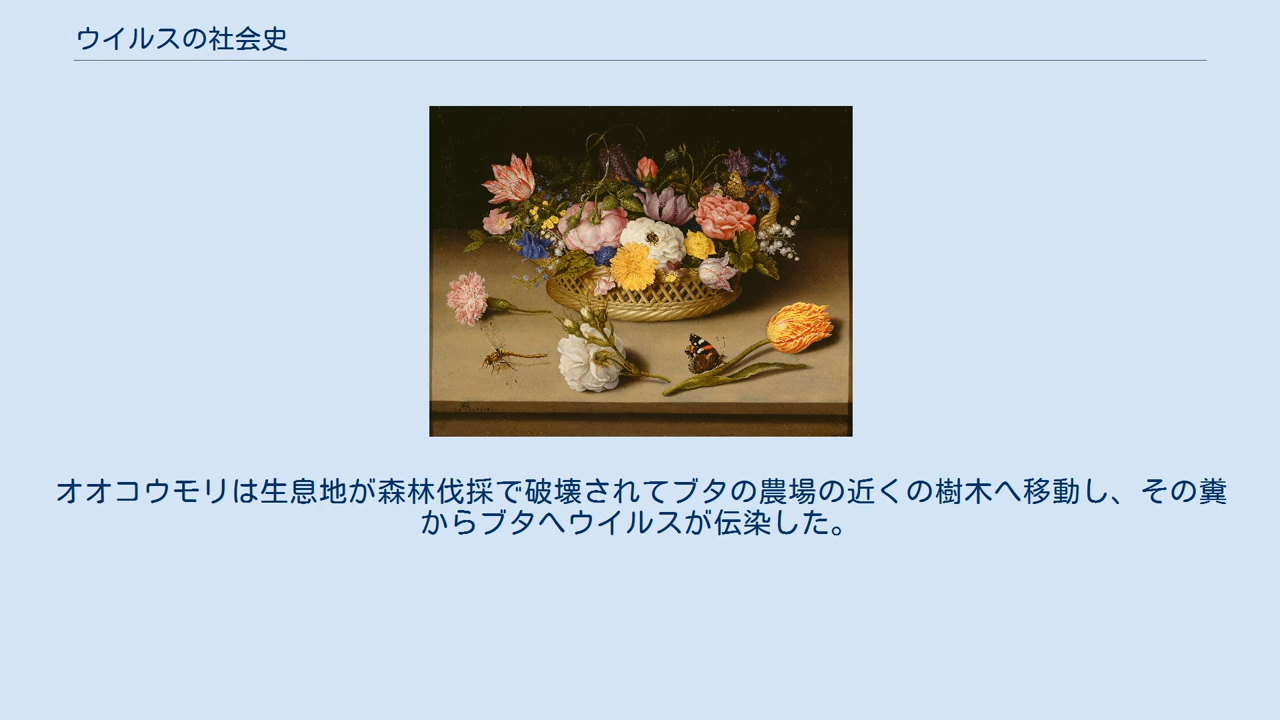 ウイルスの社会史
オオコウモリは生息地が森林伐採で破壊されてブタの農場の近くの樹木へ移動し、その糞
からブタへウイルスが伝染した。